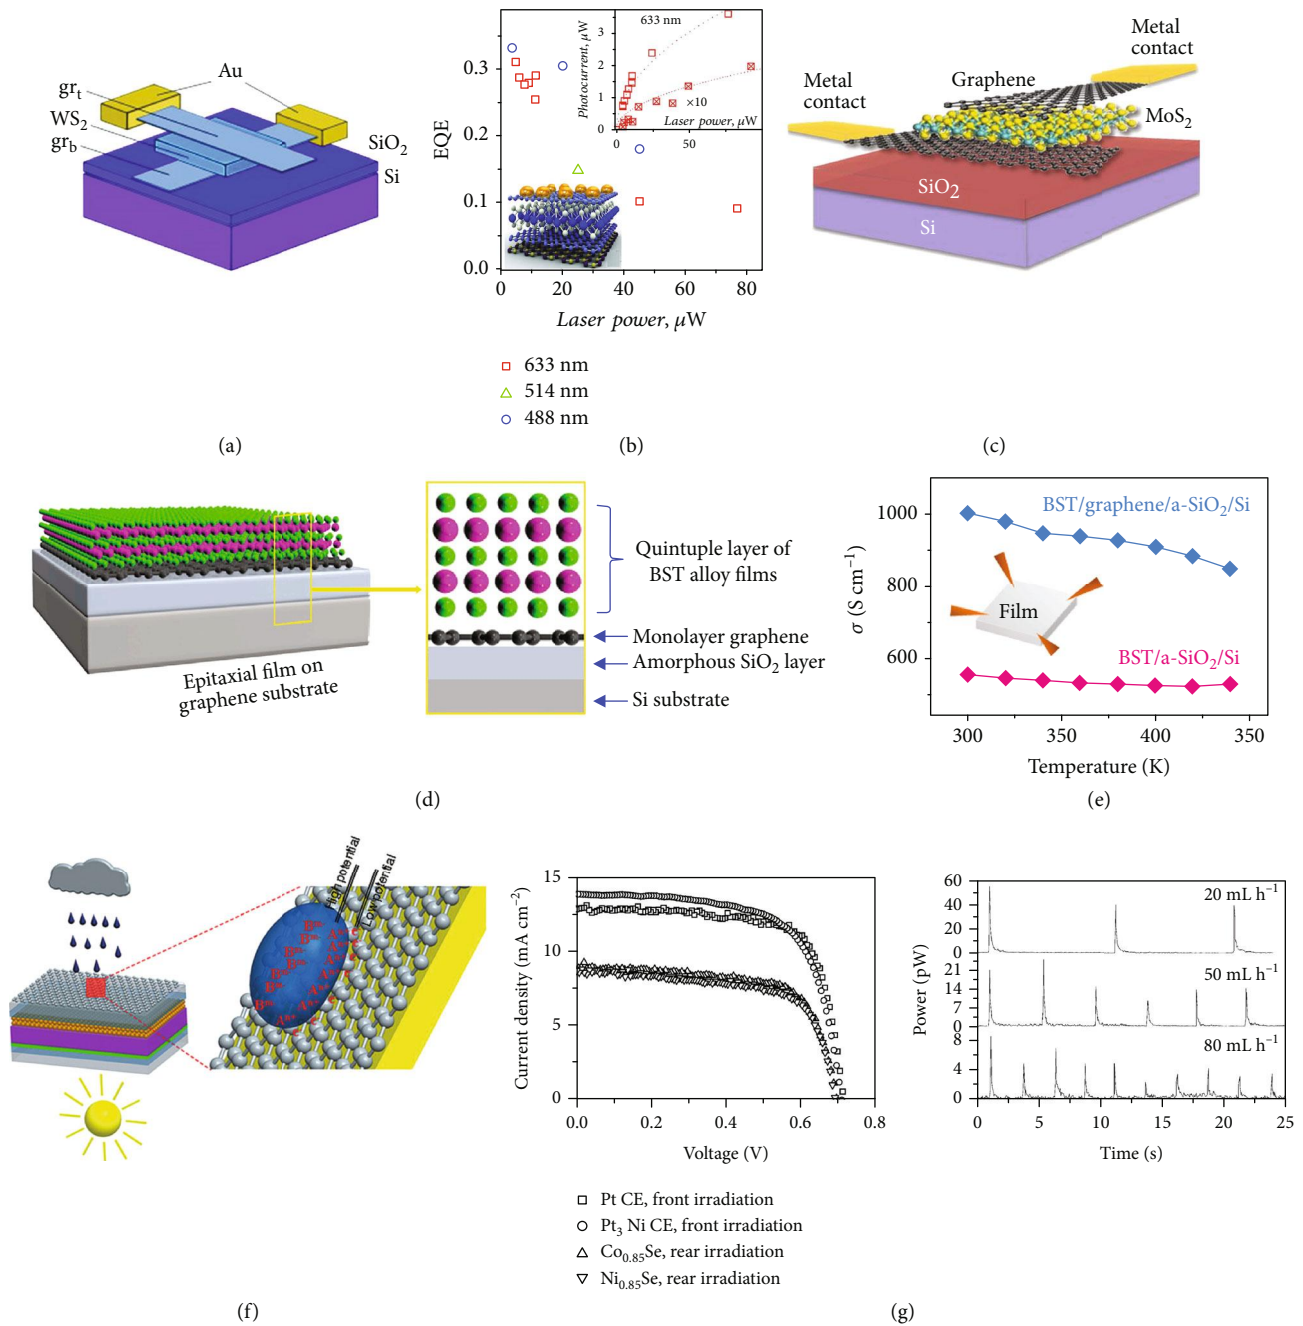 gr_t
WS_2
gr_b
Au
SiO_2
Si
(a)
EQE
0.3
0.2
0.1
0.0
0
20
40
60
80
Laser power, μW
Photocurrent, μW
3
2
1
0
633 nm
×10
Laser power, μW
0
50
633 nm
514 nm
488 nm
(b)
Metal
contact
Metal
contact
Graphene
MoS_2
SiO_2
Si
(c)
Epitaxial film on
graphene substrate
Quintuple layer of
BST alloy films
Monolayer graphene
Amorphous SiO_2 layer
Si substrate
(d)
σ (S cm^−1)
1000
800
600
BST/graphene/a-SiO_2/Si
Film
BST/a-SiO_2/Si
300
350
400
350
Temperature (K)
(e)
High potential
Low potential
(f)
Current density (mA cm^−2)
15
10
5
0
0.0
0.2
0.4
0.6
0.8
Voltage (V)
Pt CE, front irradiation
Pt_3 Ni CE, front irradiation
Co_0.85Se, rear irradiation
Ni_0.85Se, rear irradiation
Power (pW)
60
40
20
0
20 mL h^−1
21
14
7
0
50 mL h^−1
8
4
0
80 mL h^−1
0
5
10
15
20
25
Time (s)
(g)